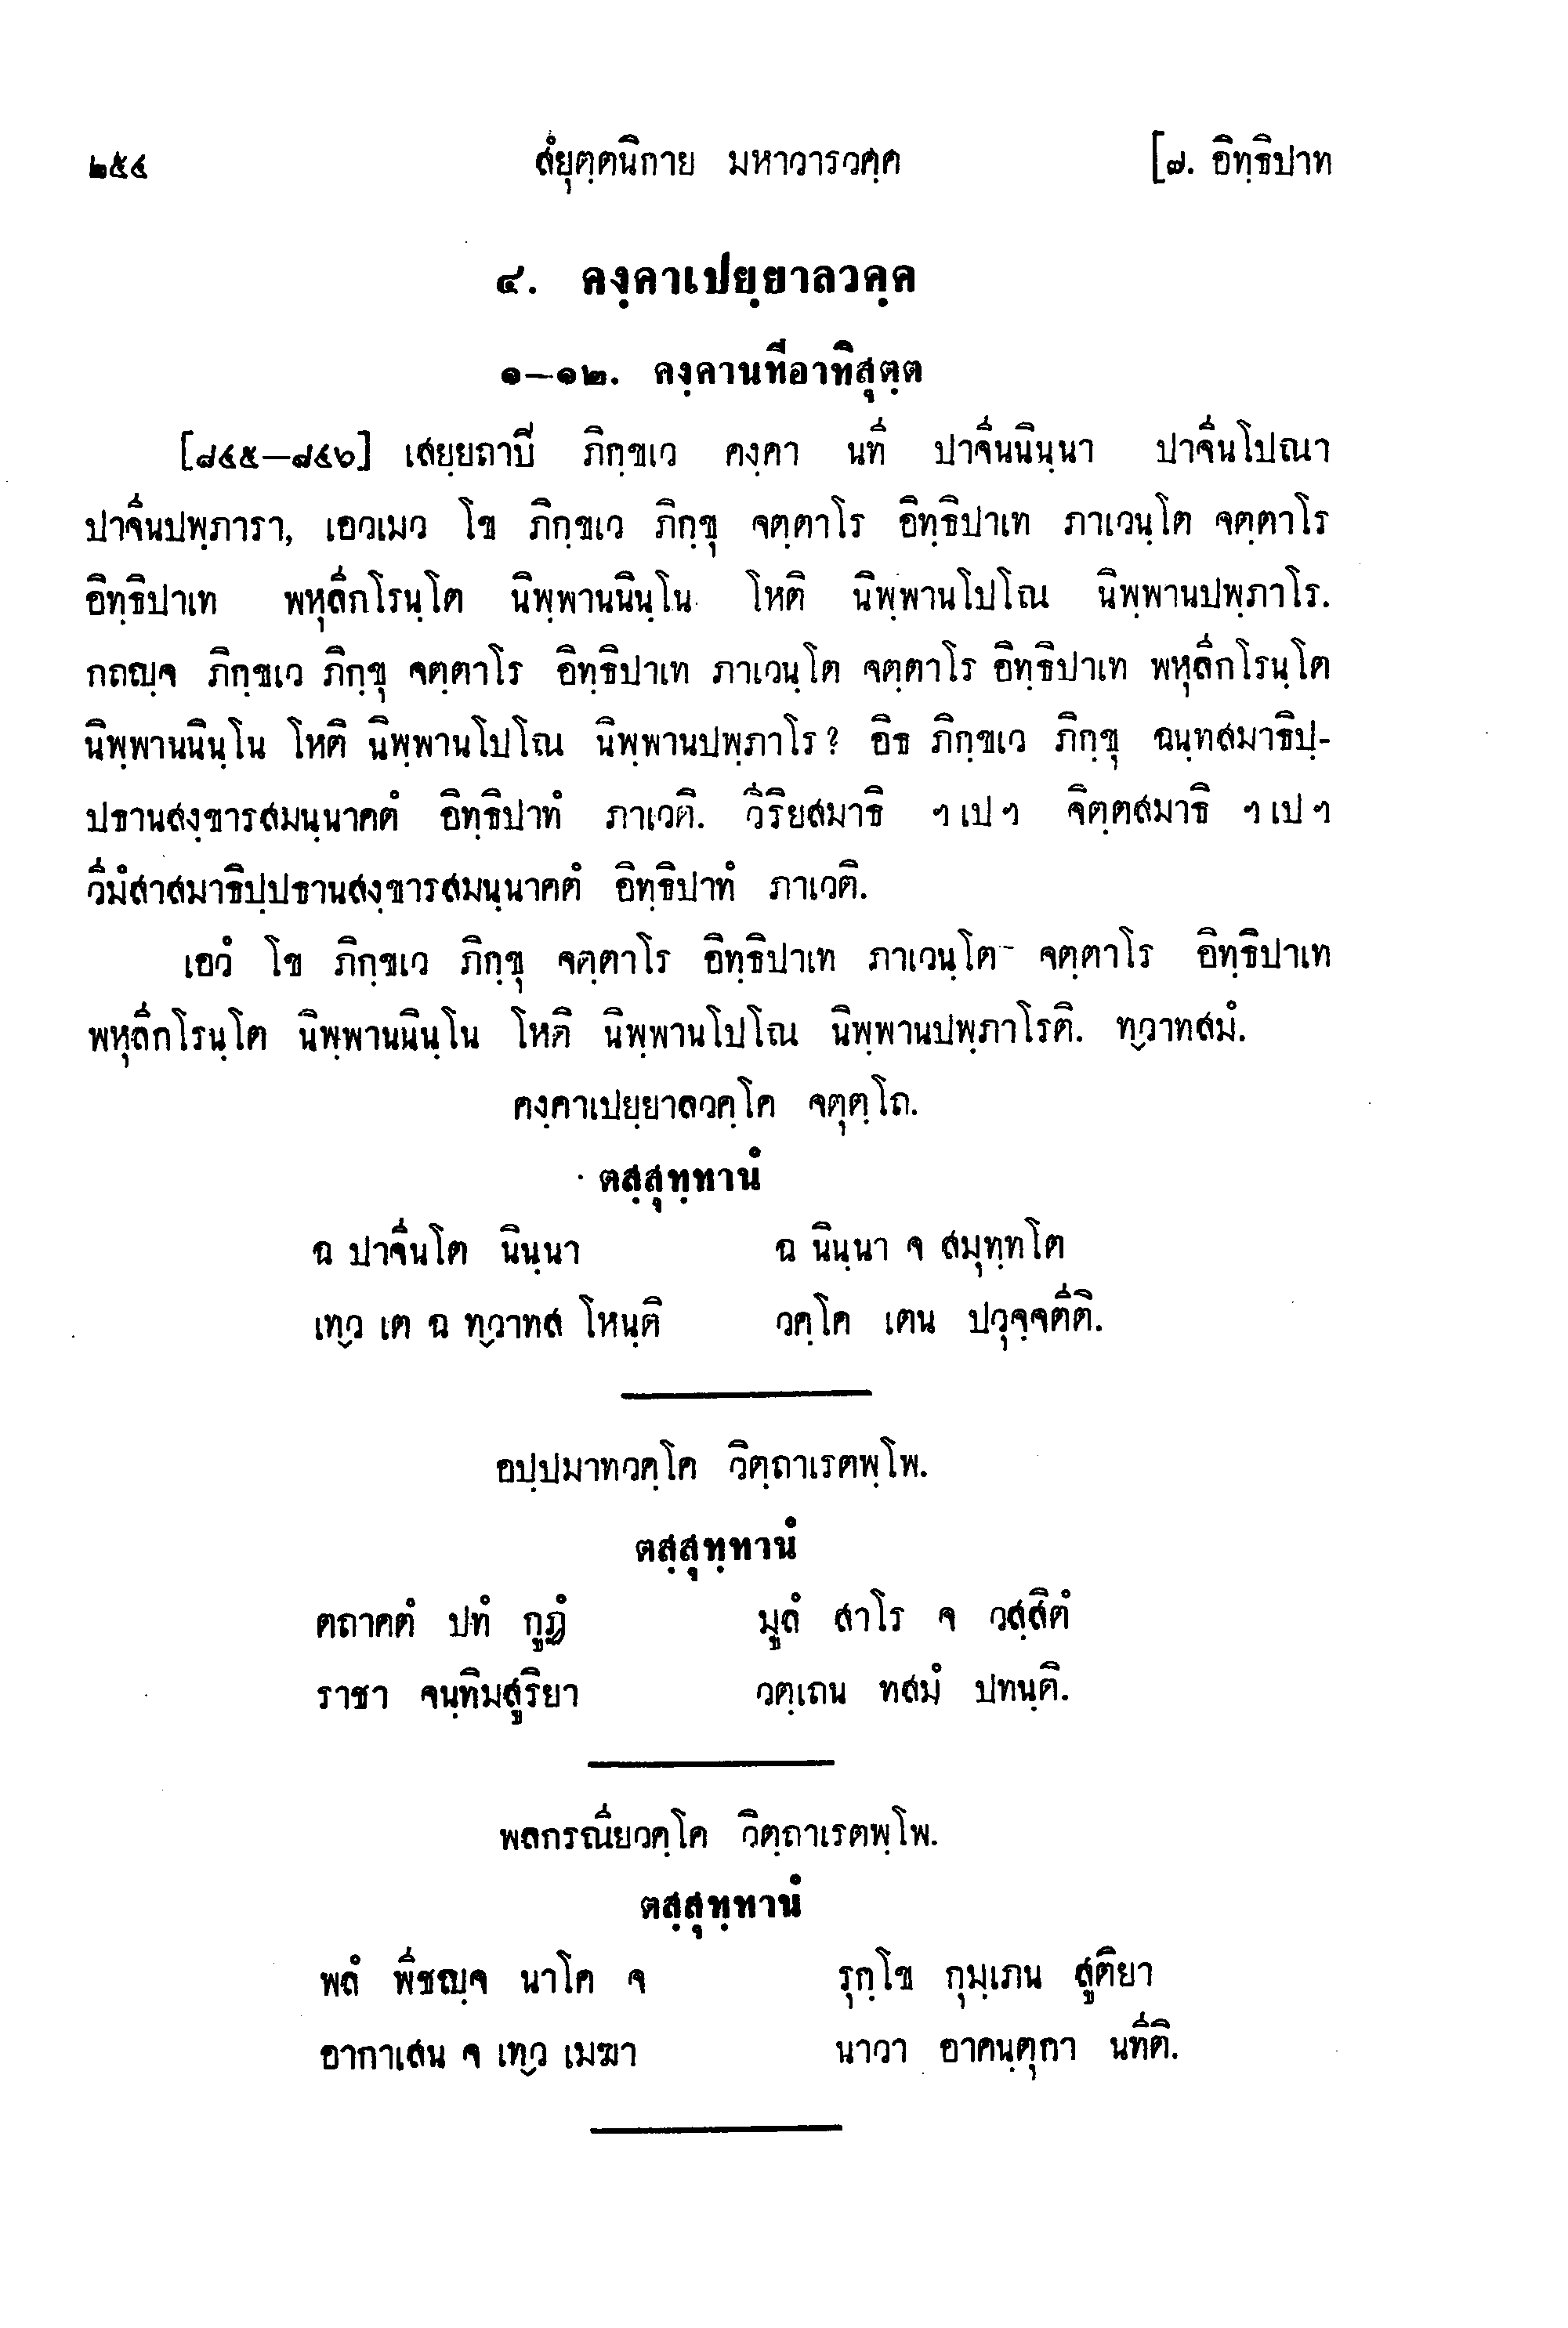 ๒๕๔ สํยุตฺตนิกาย มหาวารวคฺค [๗. อิทฺธิปาท
๔. คงฺคาเปยฺยาลวคฺค
๑–๑๒. คงฺคานทีอาทิสุตฺต
[๘๔๕–๘๔๖] เสยฺยถาปิ ภิกฺขเว คงฺคา นที ปาจีนนินฺนา ปาจีนโปณา
ปาจีนปพฺภารา, เอวเมว โข ภิกฺขเว ภิกฺขุ จตฺตาโร อิทฺธิปาเท ภาเวนฺโต จตฺตาโร
อิทฺธิปาเท พหุลีกโรนฺโต นิพฺพานนินฺโน โหติ นิพฺพานโปโณ นิพฺพานปพฺภาโร.
กถญฺจ ภิกฺขเว ภิกฺขุ จตฺตาโร อิทฺธิปาเท ภาเวนฺโต จตฺตาโร อิทฺธิปาเท พหุลีกโรนฺโต
นิพฺพานนินฺโน โหติ นิพฺพานโปโณ นิพฺพานปพฺภาโร? อิธ ภิกฺขเว ภิกฺขุ ฉนฺทสมาธิปฺ-
ปธานสงฺขารสมนฺนาคตํ อิทฺธิปาทํ ภาเวติ. วีริยสมาธิ ฯ เป ฯ จิตฺตสมาธิ ฯ เป ฯ
วีมํสาสมาธิปฺปธานสงฺขารสมนฺนาคตํ อิทฺธิปาทํ ภาเวติ.
เอวํ โข ภิกฺขเว ภิกฺขุ จตฺตาโร อิทฺธิปาเท ภาเวนฺโต จตฺตาโร อิทฺธิปาเท
พหุลีกโรนฺโต นิพฺพานนินฺโน โหติ นิพฺพานโปโณ นิพฺพานปพฺภาโรติ. ทฺวาทสมํ.
คงฺคาเปยฺยาลวคฺโค จตุตฺโถ.
ตสฺสุทฺทานํ
ฉ ปาจีนโต นินฺนา ฉ นินฺนา จ สมุทฺทโต
เทฺว เต ฉ ทฺวาทส โหนฺติ วคฺโค เตน ปวุจฺจตีติ.
อปฺปมาทวคฺโค วิตฺถาเรตพฺโพ.
ตสฺสุทฺทานํ
ตถาคตํ ปทํ กูฏํ มูลํ สาโร จ วสฺสิตํ
ราชา จนฺทิมสูริยา วตฺเถน ทสมํ ปทนฺติ.
พลกรณียวคฺโค วิตฺถาเรตพฺโพ.
ตสฺสุทฺทานํ
พลํ พีชญฺจ นาโค จ รุกฺโข กุมฺเภน สูกิยา
อากาเสน จ เทฺว เมฆา นาวา อาคนฺตุกา นทีติ.